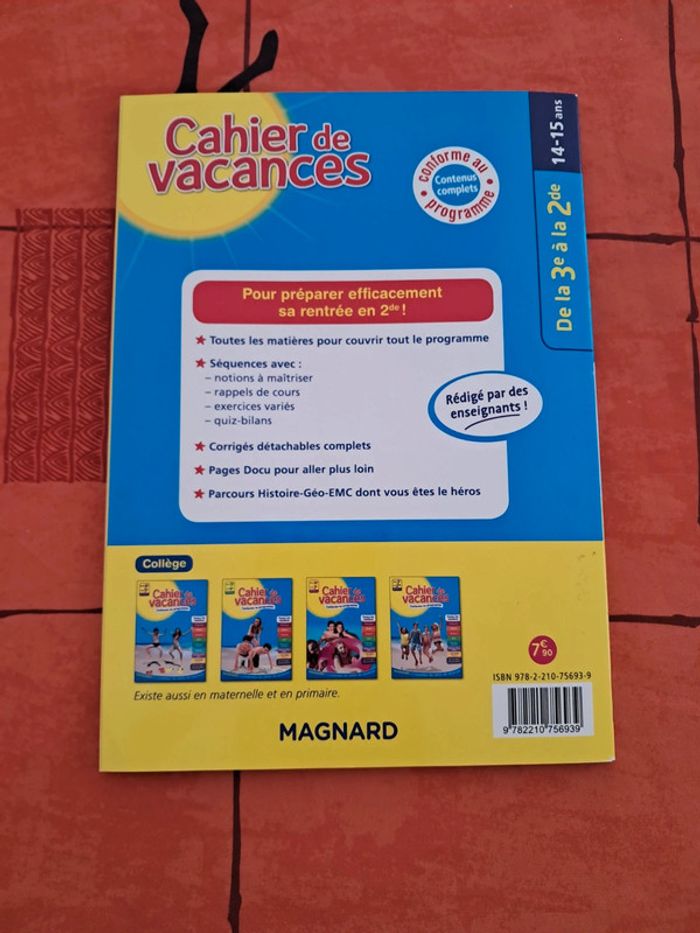 Cahier de
vacances
conforme au
Contenus
complets
programme
De la 3e à la 2de
14-15 ans
Pour préparer efficacement
sa rentrée en 2de !
★ Toutes les matières pour couvrir tout le programme
★ Séquences avec :
– notions à maîtriser
– rappels de cours
– exercices variés
– quiz-bilans
Rédigé par des
enseignants !
★ Corrigés détachables complets
★ Pages Docu pour aller plus loin
★ Parcours Histoire-Géo-EMC dont vous êtes le héros
Collège
Cahier de
vacances
Cahier de
vacances
Cahier de
vacances
Cahier de
vacances
Existe aussi en maternelle et en primaire.
MAGNARD
7€90
ISBN 978-2-210-75693-9
9 782210 756939